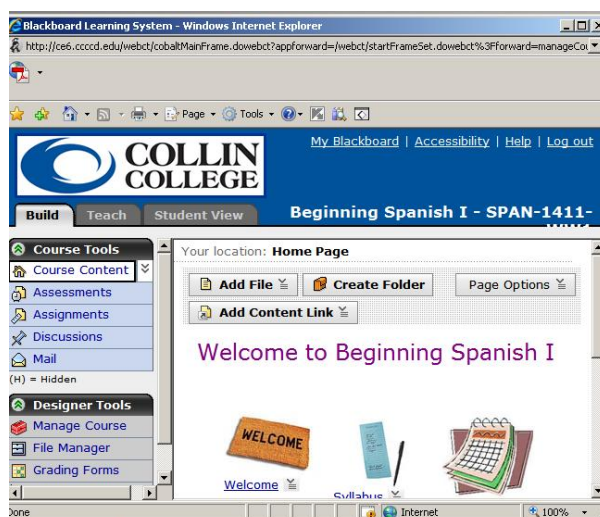 Blackboard Learning System - Windows Internet Explorer
http://ce6.ccccd.edu/webct/cobaltMainFrame.dowebct?appforward=/webct/startFrameSet.dowebct%3Fforward=manageCou
Page Tools
My Blackboard | Accessibility | Help | Log out
COLLIN
COLLEGE
Build Teach Student View Beginning Spanish I - SPAN-1411-
Course Tools
Your location: Home Page
Course Content
Add File Create Folder Page Options
Assessments
Assignments
Add Content Link
Discussions
Mail
Welcome to Beginning Spanish I
(H) = Hidden
Designer Tools
Manage Course
File Manager
Grading Forms
WELCOME
Welcome
Syllabus
Done Internet 100%